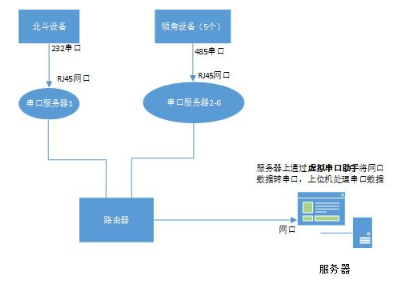 北斗设备
倾角设备（5个）
232串口
485串口
RJ45网口
RJ45网口
串口服务器1
串口服务器2-6
服务器上通过虚拟串口助手将网口
数据转串口，上位机处理串口数据
路由器
网口
服务器